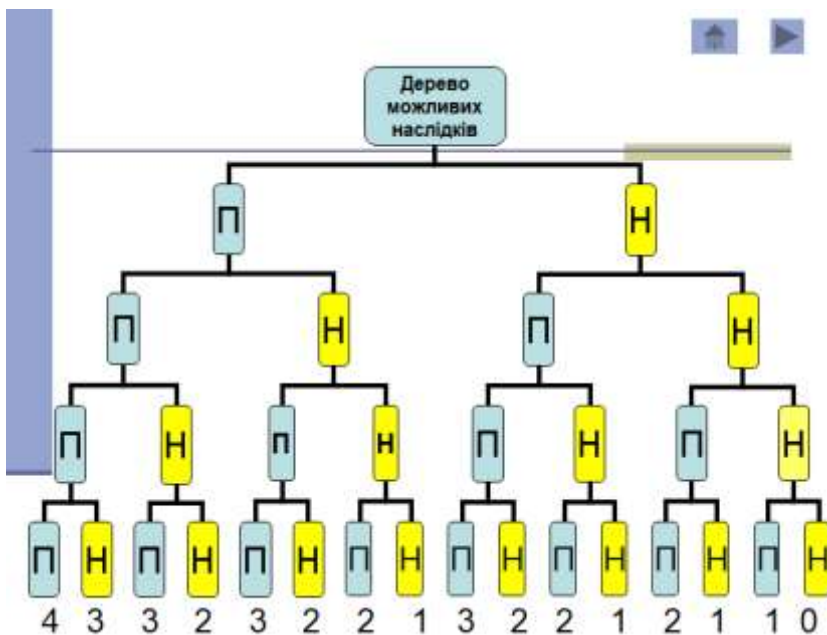 Дерево
можливих
наслідків
П Н
П Н П Н
П Н П Н П Н П Н
П Н П Н П Н П Н П Н П Н П Н П Н
4 3 3 2 3 2 2 1 3 2 2 1 2 1 1 0